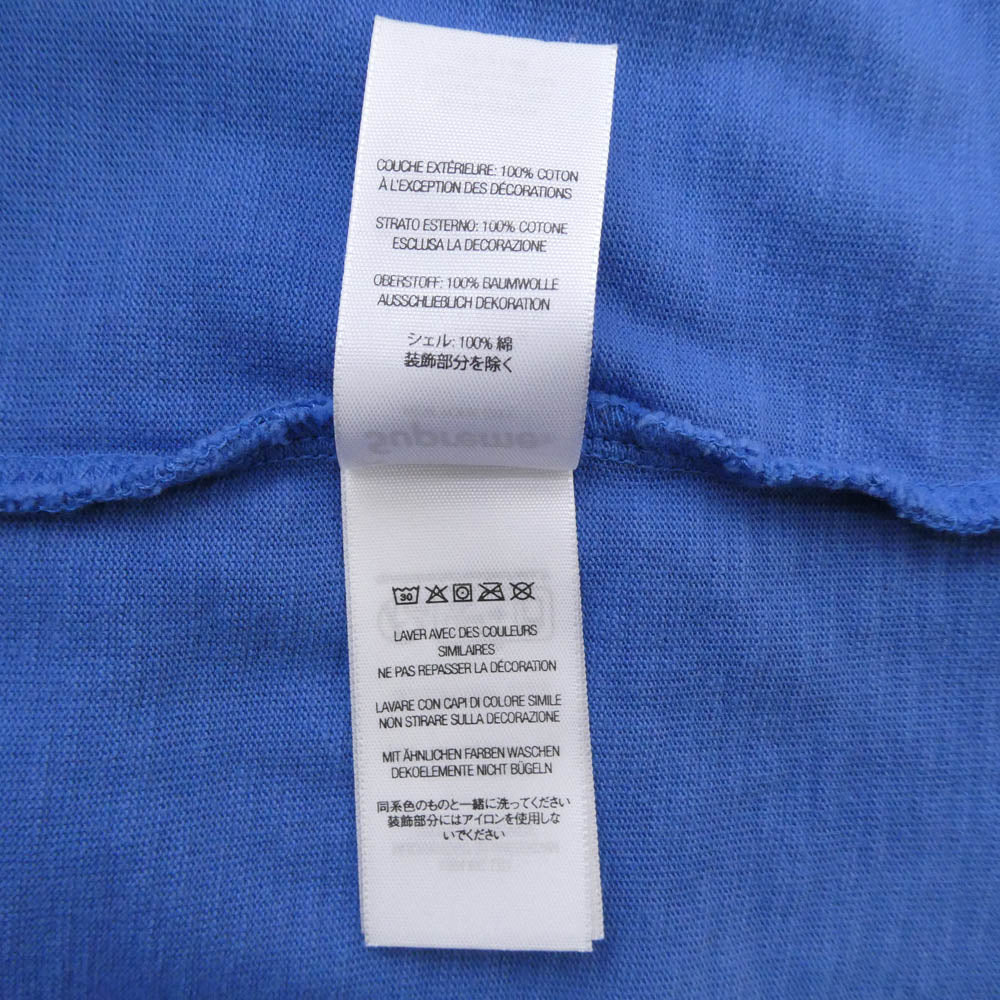 COUCHE EXTÉRIEURE: 100% COTON
À L'EXCEPTION DES DÉCORATIONS
STRATO ESTERNO: 100% COTONE
ESCLUSA LA DECORAZIONE
OBERSTOFF: 100% BAUMWOLLE
AUSSCHLIEBLICH DEKORATION
シェル: 100% 綿
装飾部分を除く
Supreme
30
LAVER AVEC DES COULEURS
SIMILAIRES
NE PAS REPASSER LA DÉCORATION
LAVARE CON CAPI DI COLORE SIMILE
NON STIRARE SULLA DECORAZIONE
MIT ÄHNLICHEN FARBEN WASCHEN
DEKOELEMENTE NICHT BÜGELN
同系色のものと一緒に洗ってください
装飾部分にはアイロンを使用しな
いでください